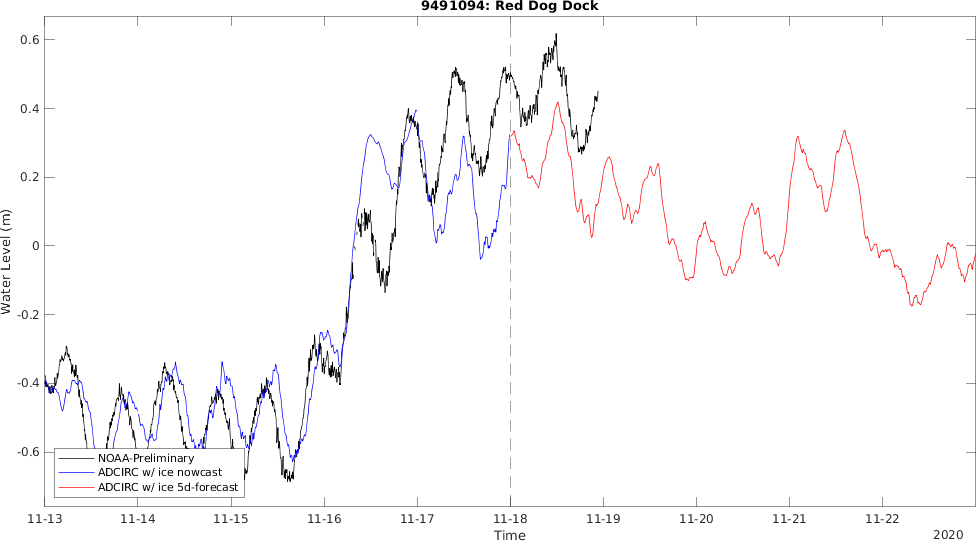 9491094: Red Dog Dock
0.6
0.4
0.2
0
-0.2
-0.4
-0.6
Water Level (m)
NOAA-Preliminary
ADCIRC w/ ice nowcast
ADCIRC w/ ice 5d-forecast
11-13 11-14 11-15 11-16 11-17 11-18 11-19 11-20 11-21 11-22
Time
2020